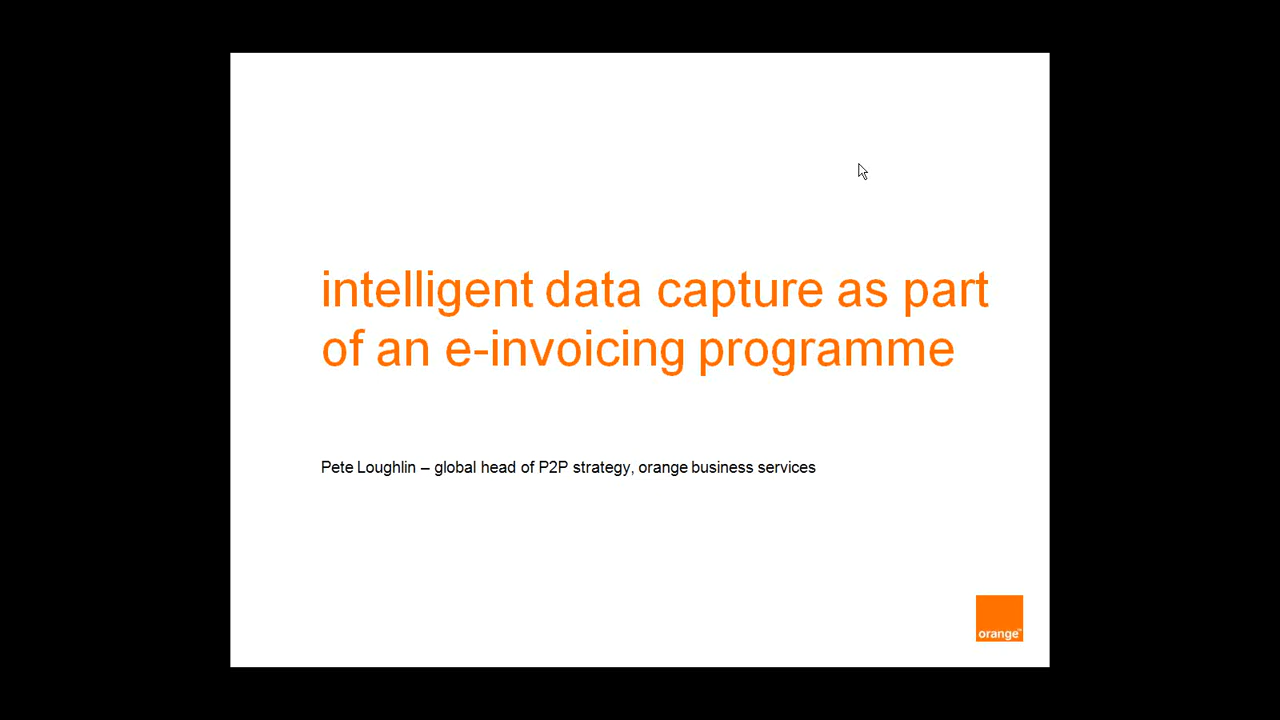 intelligent data capture as part
of an e-invoicing programme
Pete Loughlin – global head of P2P strategy, orange business services
orange™